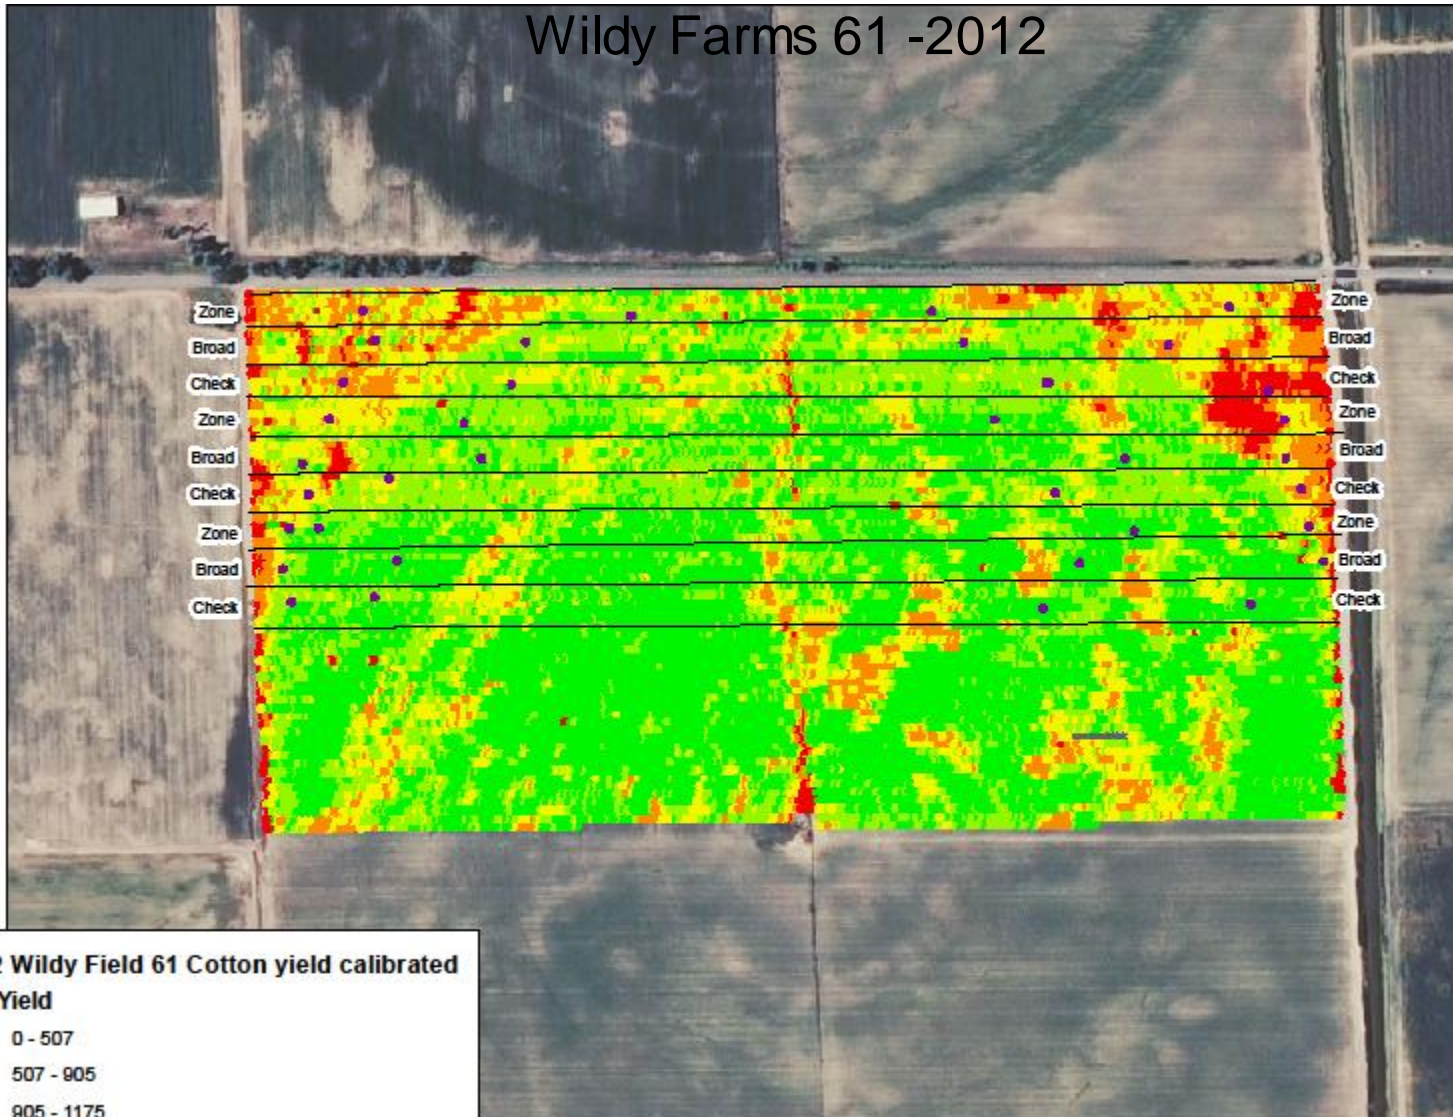 Wildy Farms 61 -2012
Zone
Zone
Broad
Broad
Check
Check
Zone
Zone
Broad
Broad
Check
Check
Zone
Zone
Broad
Broad
Check
Check
Wildy Field 61 Cotton yield calibrated
Yield
0 - 507
507 - 905
905 - 1175